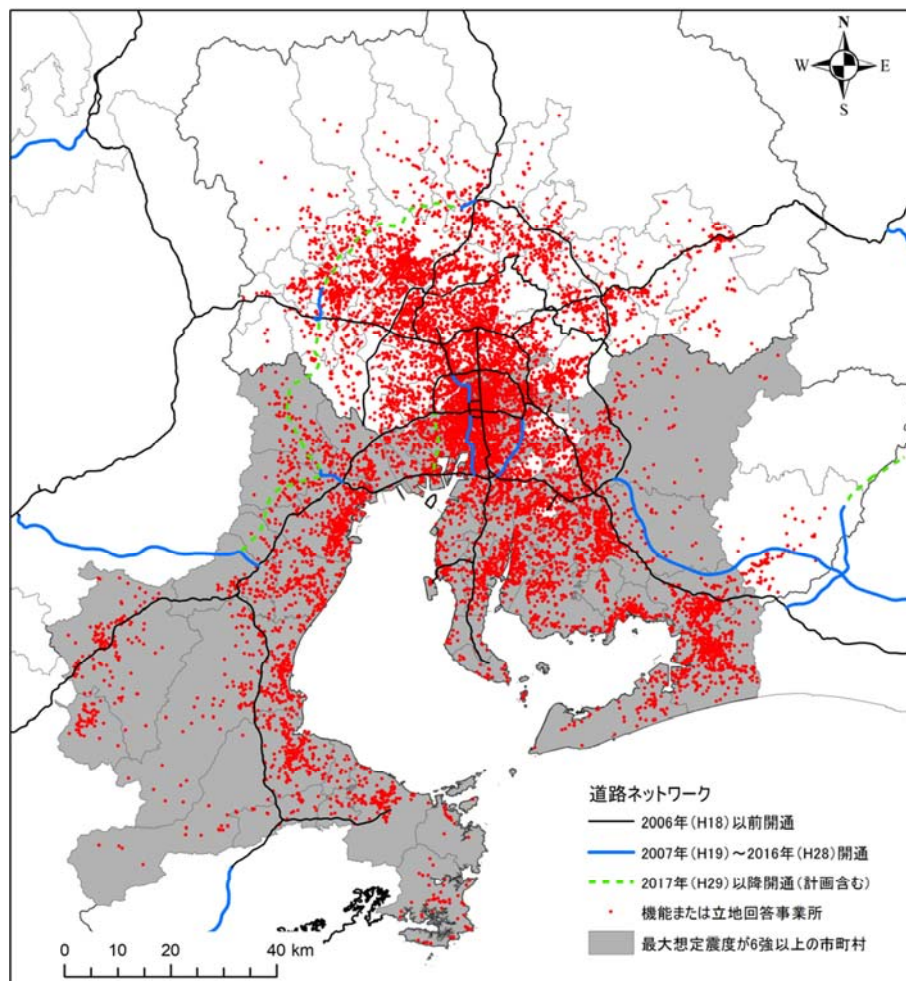 N
W E
S
道路ネットワーク
2006年(H18)以前開通
2007年(H19)～2016年(H28)開通
2017年(H29)以降開通(計画含む)
機能または立地回答事業所
最大想定震度が6強以上の市町村
0 10 20 40 km